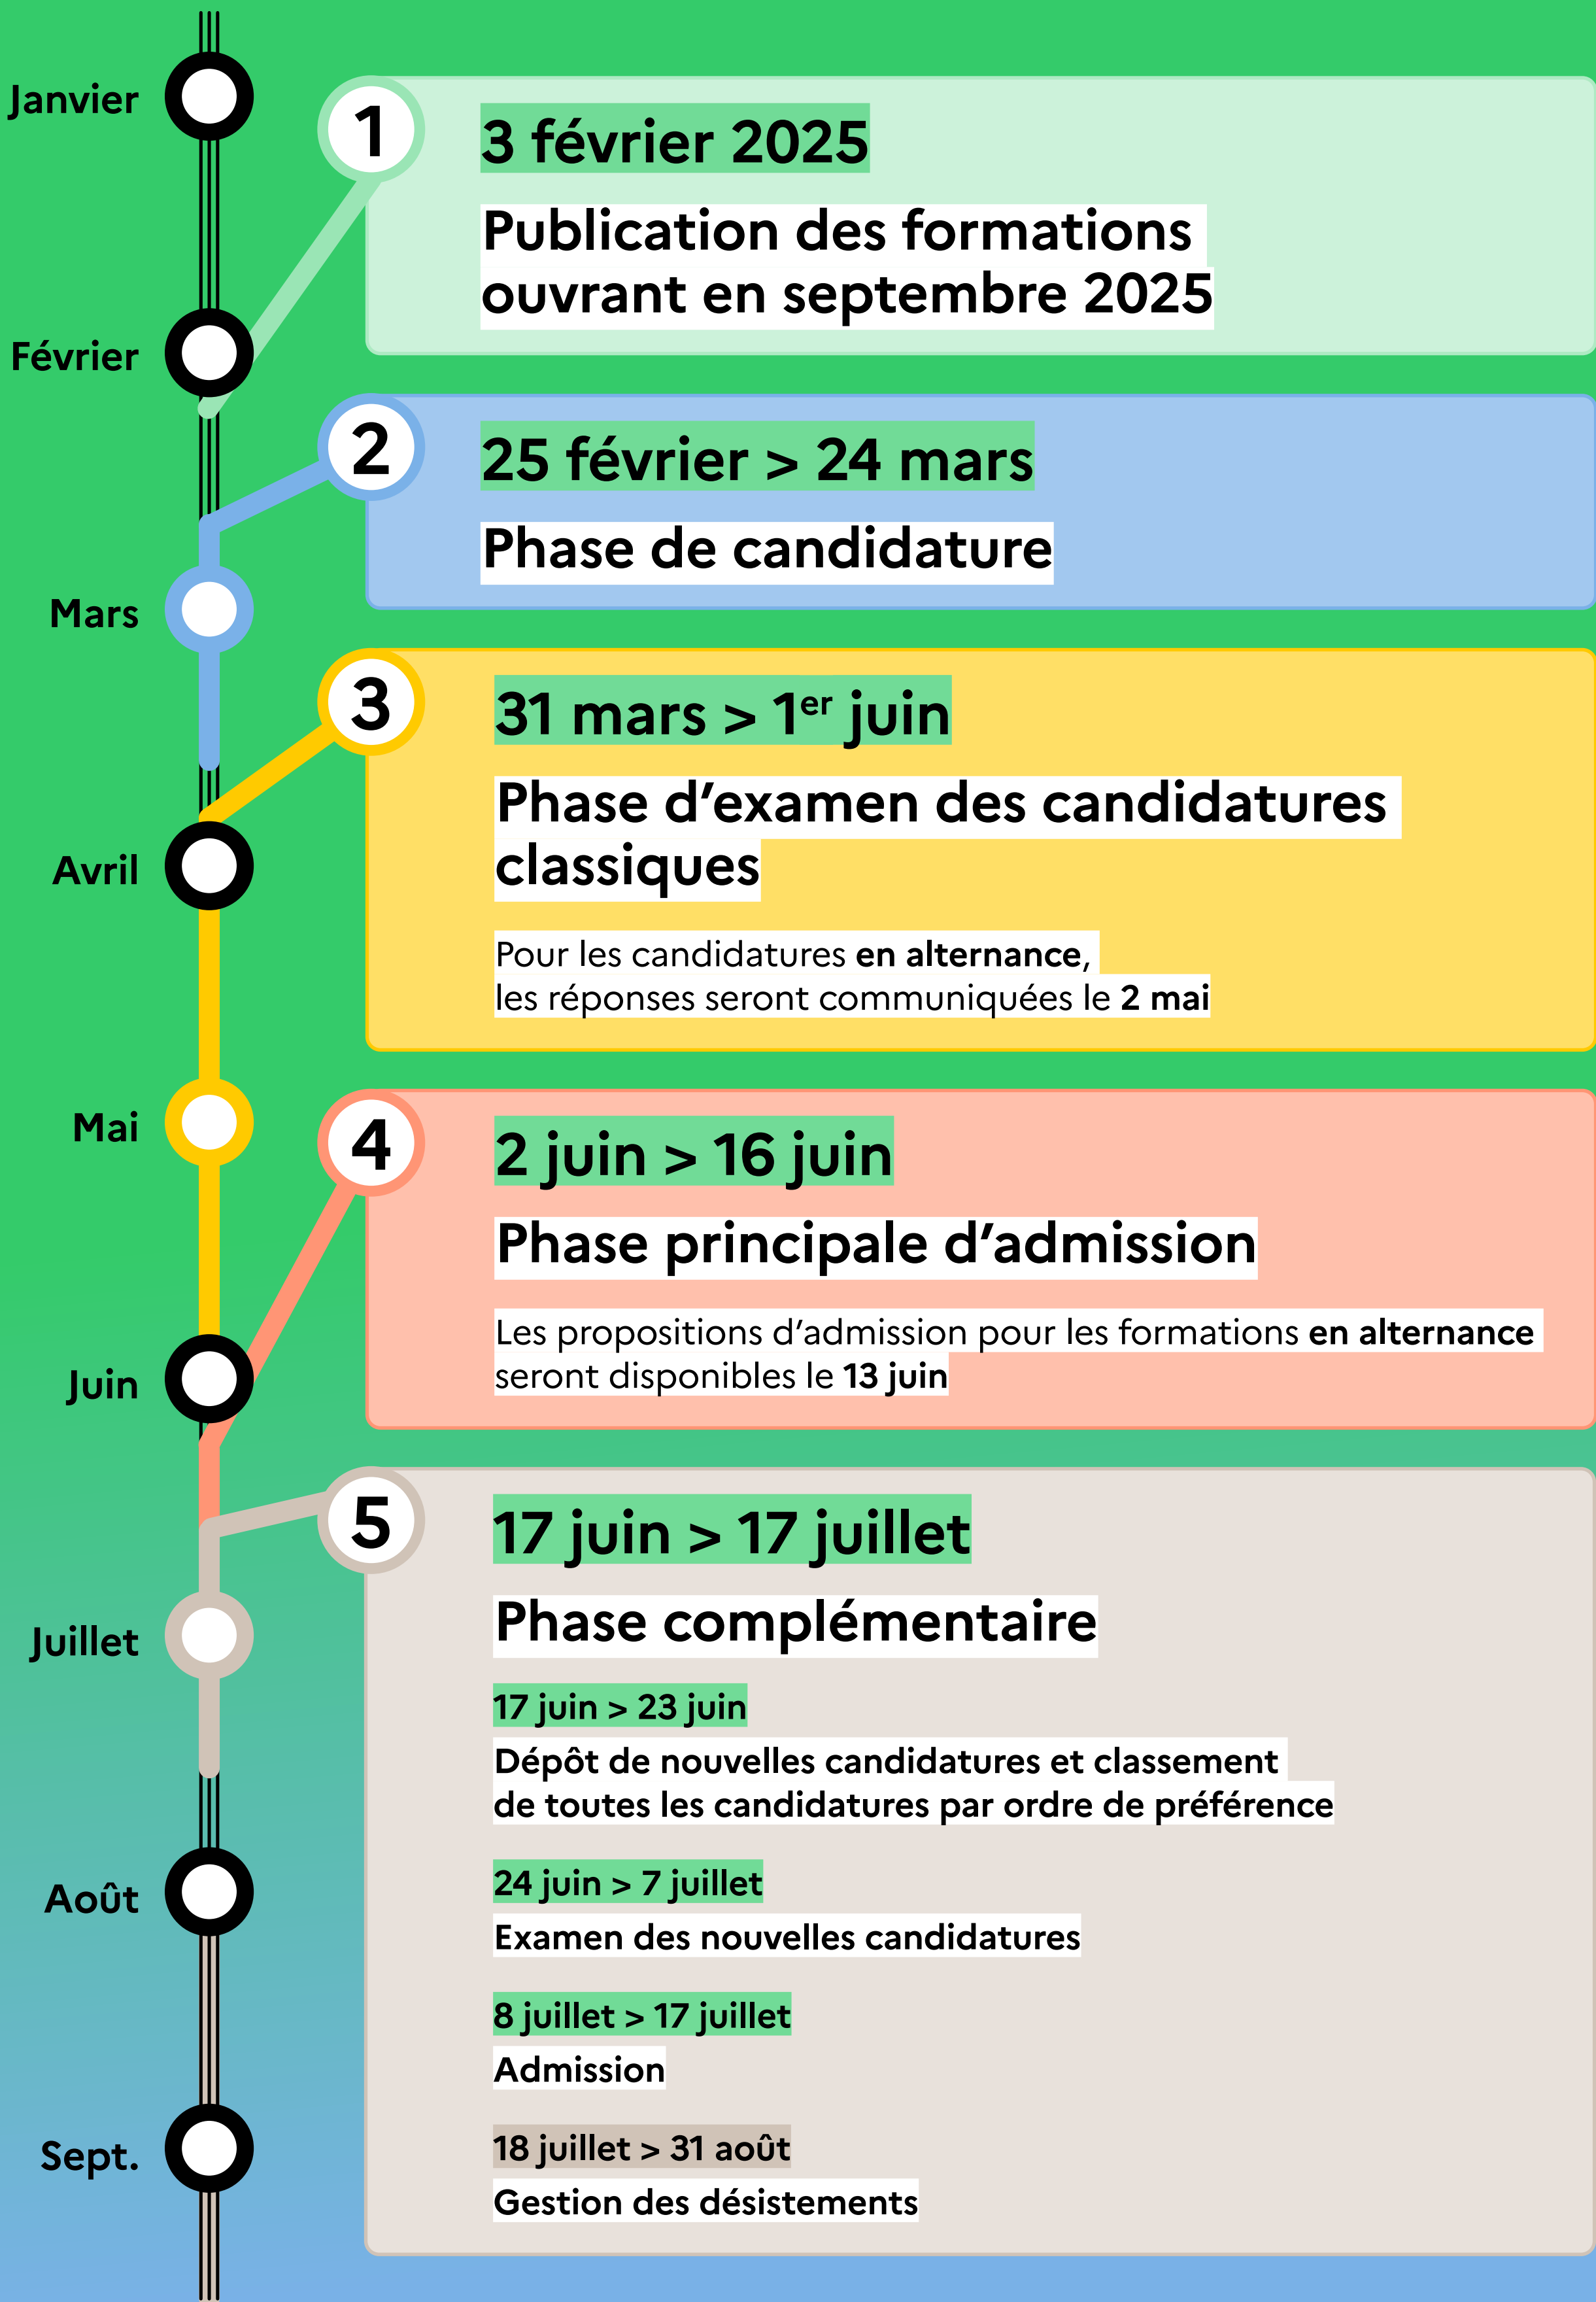 Janvier
Février
Mars
Avril
Mai
Juin
Juillet
Août
Sept.
1
3 février 2025
Publication des formations
ouvrant en septembre 2025
2
25 février > 24 mars
Phase de candidature
3
31 mars > 1er juin
Phase d’examen des candidatures
classiques
Pour les candidatures en alternance,
les réponses seront communiquées le 2 mai
4
2 juin > 16 juin
Phase principale d’admission
Les propositions d’admission pour les formations en alternance
seront disponibles le 13 juin
5
17 juin > 17 juillet
Phase complémentaire
17 juin > 23 juin
Dépôt de nouvelles candidatures et classement
de toutes les candidatures par ordre de préférence
24 juin > 7 juillet
Examen des nouvelles candidatures
8 juillet > 17 juillet
Admission
18 juillet > 31 août
Gestion des désistements